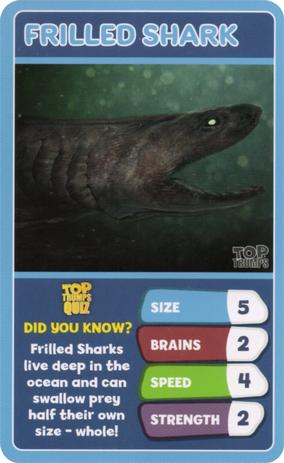 FRILLED SHARK
TOP
TRUMPS
TOP
TRUMPS
QUIZ
DID YOU KNOW?
Frilled Sharks
live deep in the
ocean and can
swallow prey
half their own
size – whole!
SIZE 5
BRAINS 2
SPEED 4
STRENGTH 2